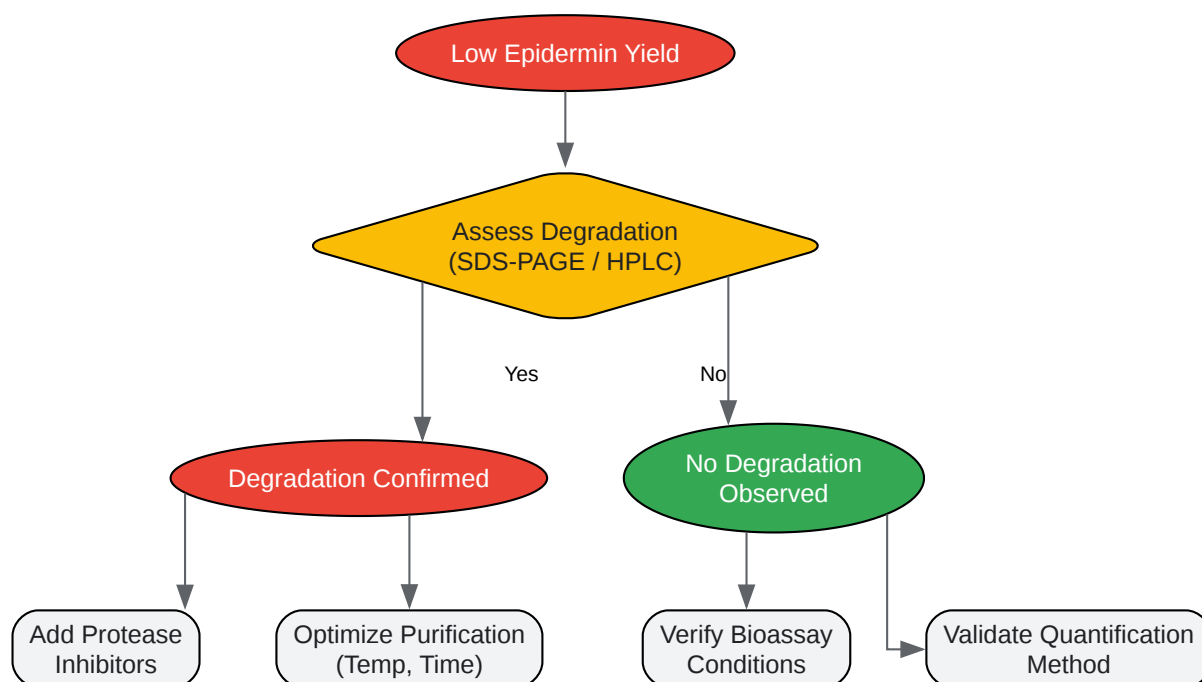 Low Epidermin Yield
Assess Degradation
(SDS-PAGE / HPLC)
Yes
No
Degradation Confirmed
No Degradation
Observed
Add Protease
Inhibitors
Optimize Purification
(Temp, Time)
Verify Bioassay
Conditions
Validate Quantification
Method